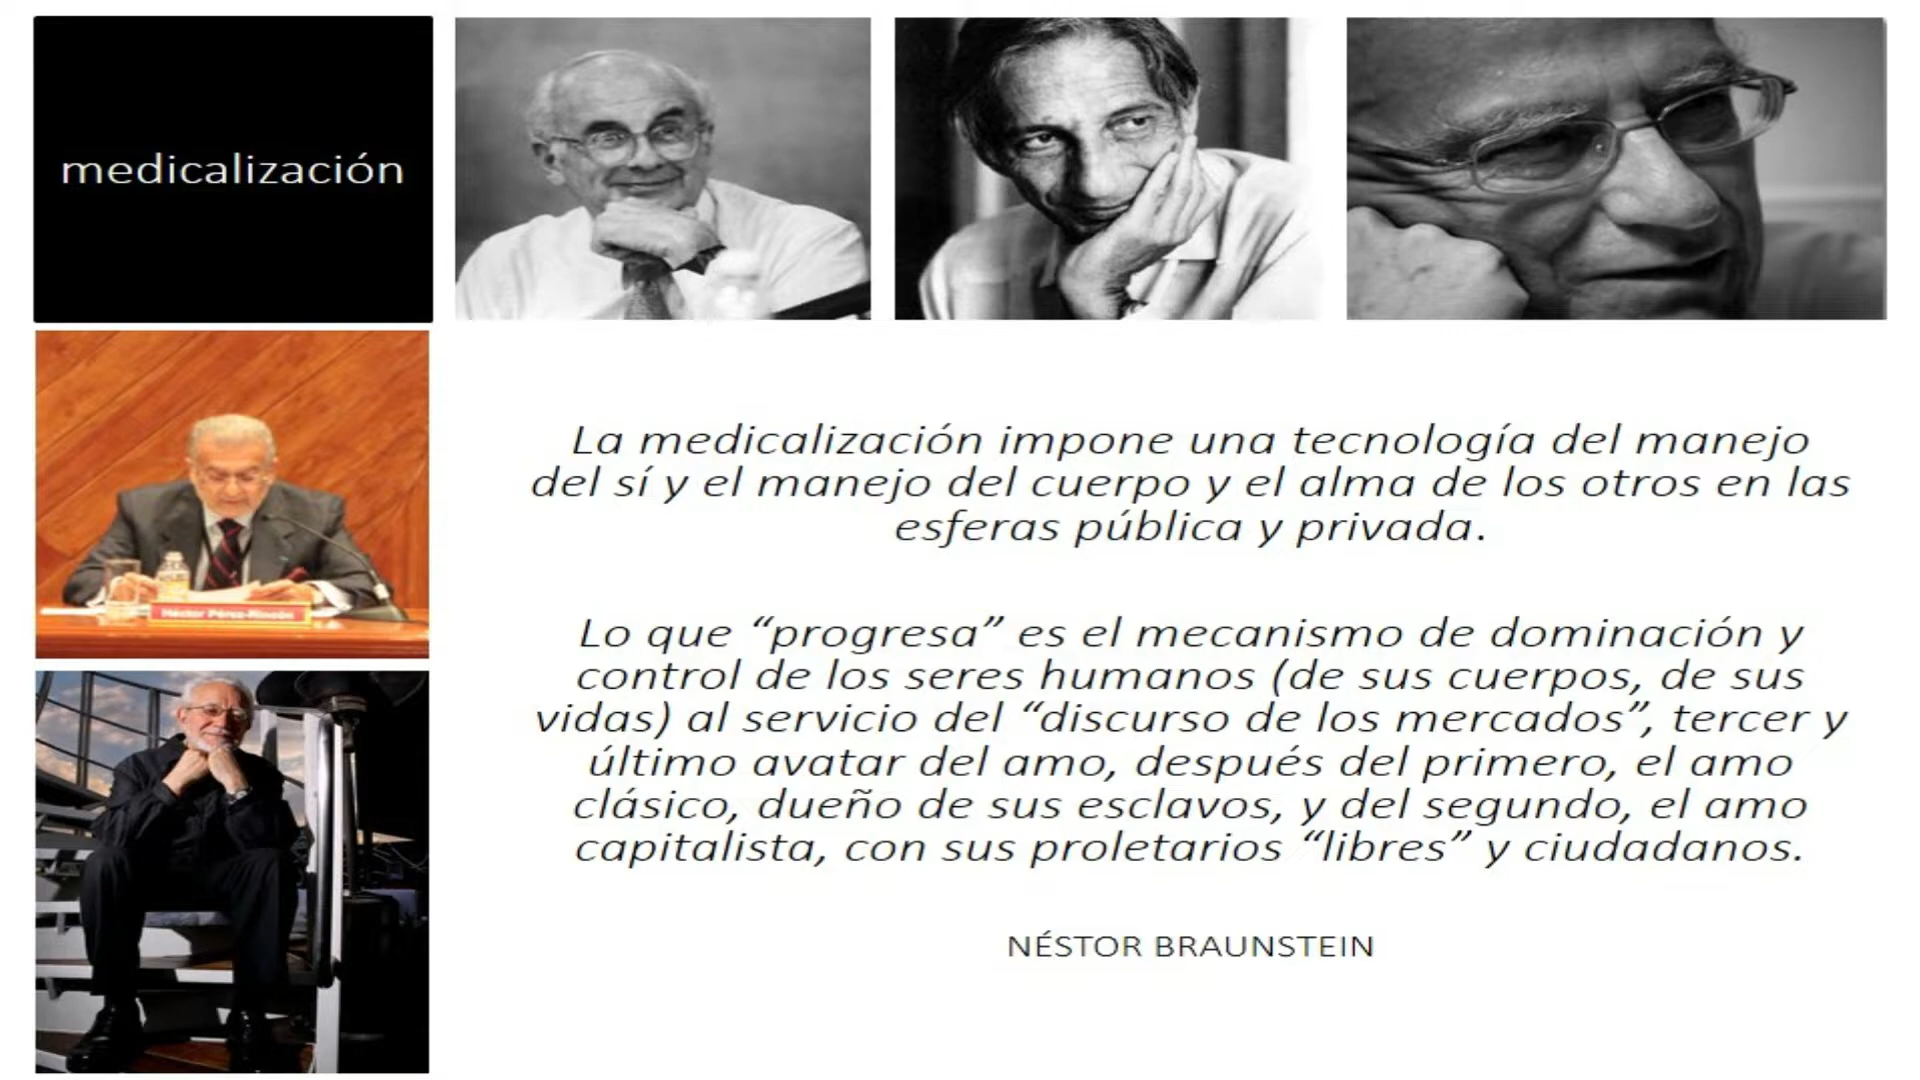 medicalización
Héctor Pérez-Rincón
La medicalización impone una tecnología del manejo
del sí y el manejo del cuerpo y el alma de los otros en las
esferas pública y privada.
Lo que “progresa” es el mecanismo de dominación y
control de los seres humanos (de sus cuerpos, de sus
vidas) al servicio del “discurso de los mercados”, tercer y
último avatar del amo, después del primero, el amo
clásico, dueño de sus esclavos, y del segundo, el amo
capitalista, con sus proletarios “libres” y ciudadanos.
NÉSTOR BRAUNSTEIN